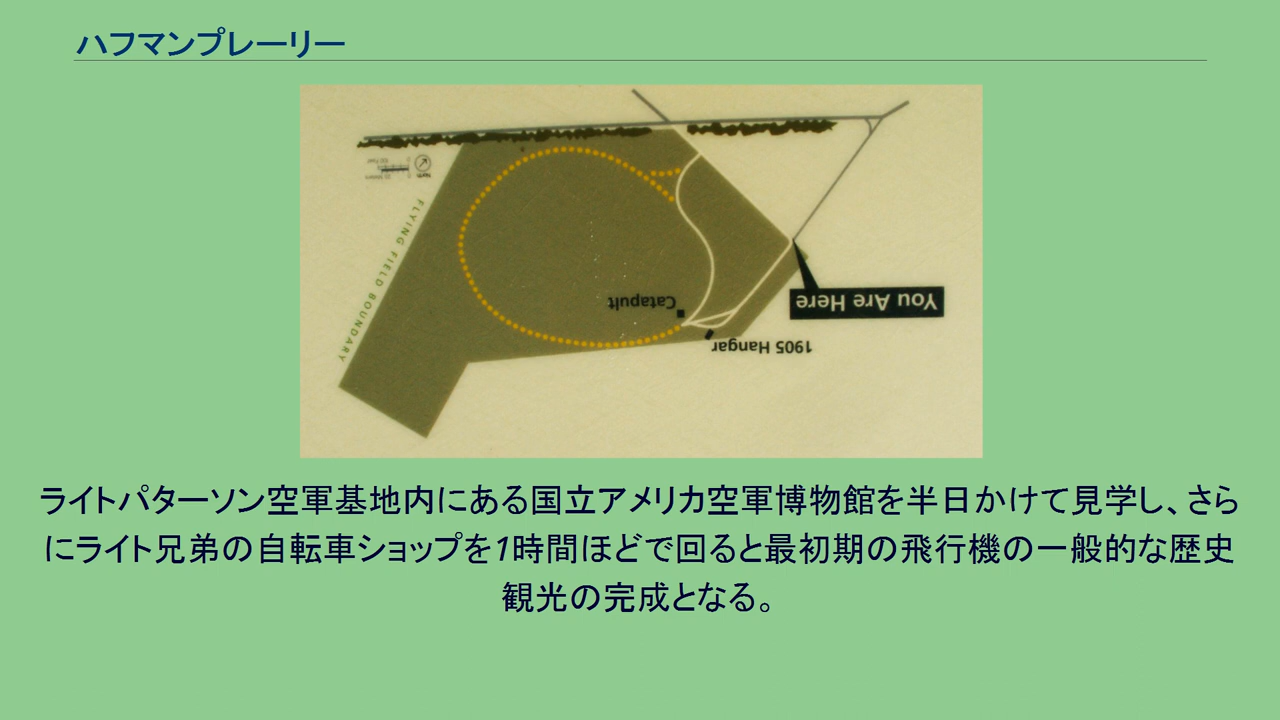 ハフマンプレーリー
North
FLYING FIELD BOUNDARY
Catapult
You Are Here
1905 Hangar
ライトパターソン空軍基地内にある国立アメリカ空軍博物館を半日かけて見学し、さら
にライト兄弟の自転車ショップを1時間ほどで回ると最初期の飛行機の一般的な歴史
観光の完成となる。